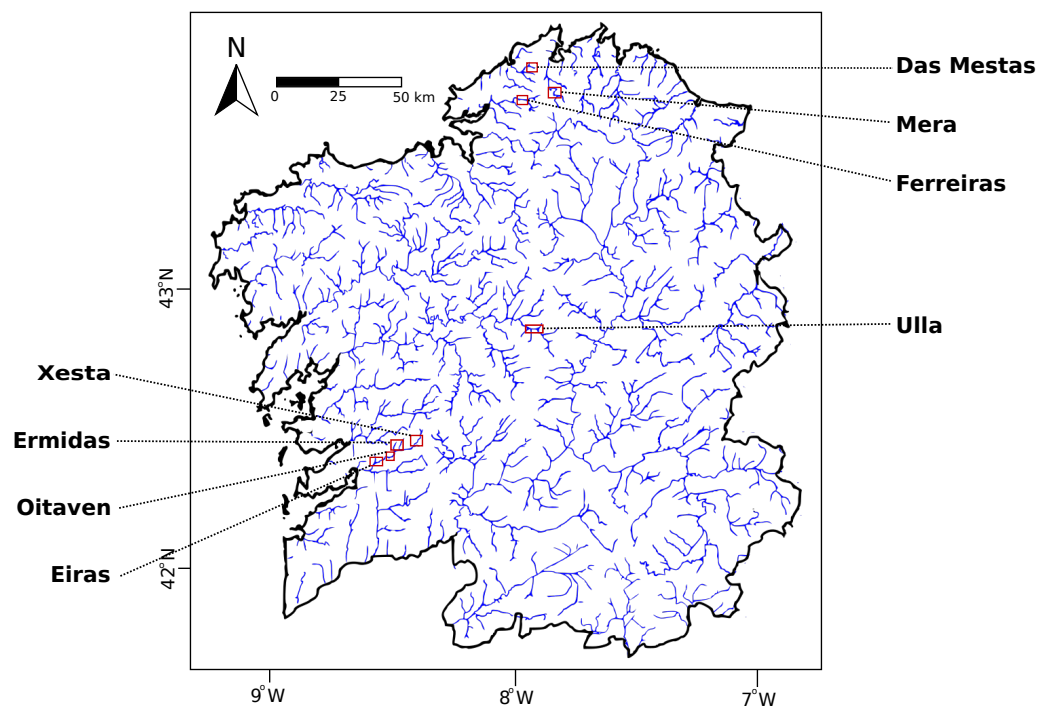 N
0 25 50 km
Das Mestas
Mera
Ferreiras
43°N
Ulla
Xesta
Ermidas
Oitaven
Eiras
42°N
9°W 8°W 7°W